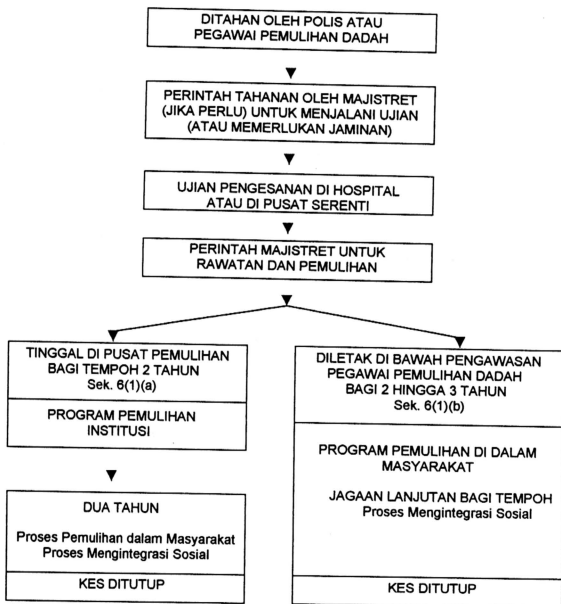 DITAHAN OLEH POLIS ATAU
PEGAWAI PEMULIHAN DADAH
PERINTAH TAHANAN OLEH MAJISTRET
(JIKA PERLU) UNTUK MENJALANI UJIAN
(ATAU MEMERLUKAN JAMINAN)
UJIAN PENGESANAN DI HOSPITAL
ATAU DI PUSAT SERENTI
PERINTAH MAJISTRET UNTUK
RAWATAN DAN PEMULIHAN
TINGGAL DI PUSAT PEMULIHAN
BAGI TEMPOH 2 TAHUN
Sek. 6(1)(a)
PROGRAM PEMULIHAN
INSTITUSI
DUA TAHUN
Proses Pemulihan dalam Masyarakat
Proses Mengintegrasi Sosial
KES DITUTUP
DILETAK DI BAWAH PENGAWASAN
PEGAWAI PEMULIHAN DADAH
BAGI 2 HINGGA 3 TAHUN
Sek. 6(1)(b)
PROGRAM PEMULIHAN DI DALAM
MASYARAKAT
JAGAAN LANJUTAN BAGI TEMPOH
Proses Mengintegrasi Sosial
KES DITUTUP